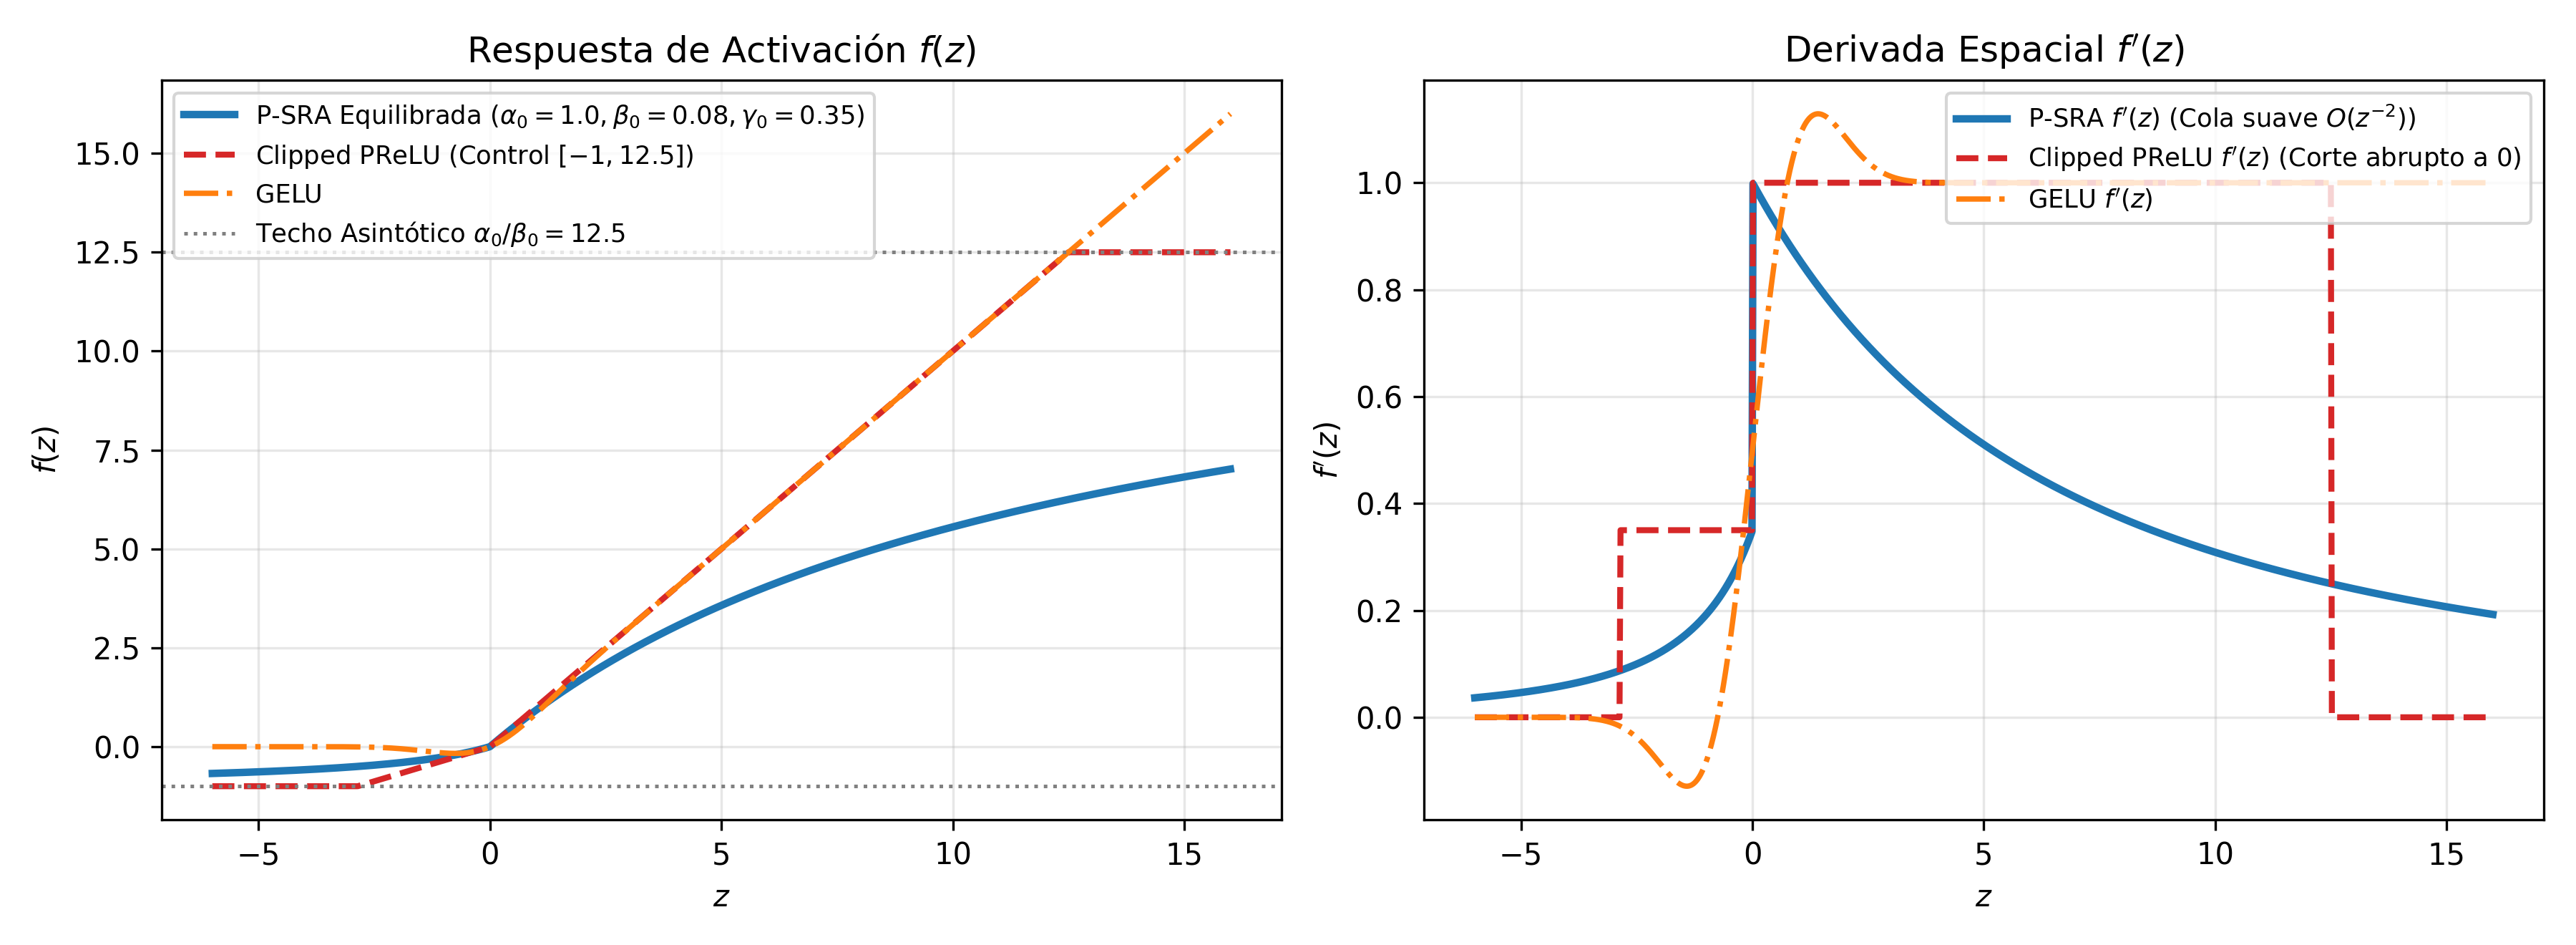 Respuesta de Activación f(z)
P-SRA Equilibrada (α₀ = 1.0, β₀ = 0.08, γ₀ = 0.35)
Clipped PReLU (Control [−1, 12.5])
GELU
Techo Asintótico α₀/β₀ = 12.5
15.0
12.5
10.0
7.5
5.0
2.5
0.0
f(z)
−5
0
5
10
15
z
Derivada Espacial f′(z)
P-SRA f′(z) (Cola suave O(z⁻²))
Clipped PReLU f′(z) (Corte abrupto a 0)
GELU f′(z)
1.0
0.8
0.6
0.4
0.2
0.0
f′(z)
−5
0
5
10
15
z